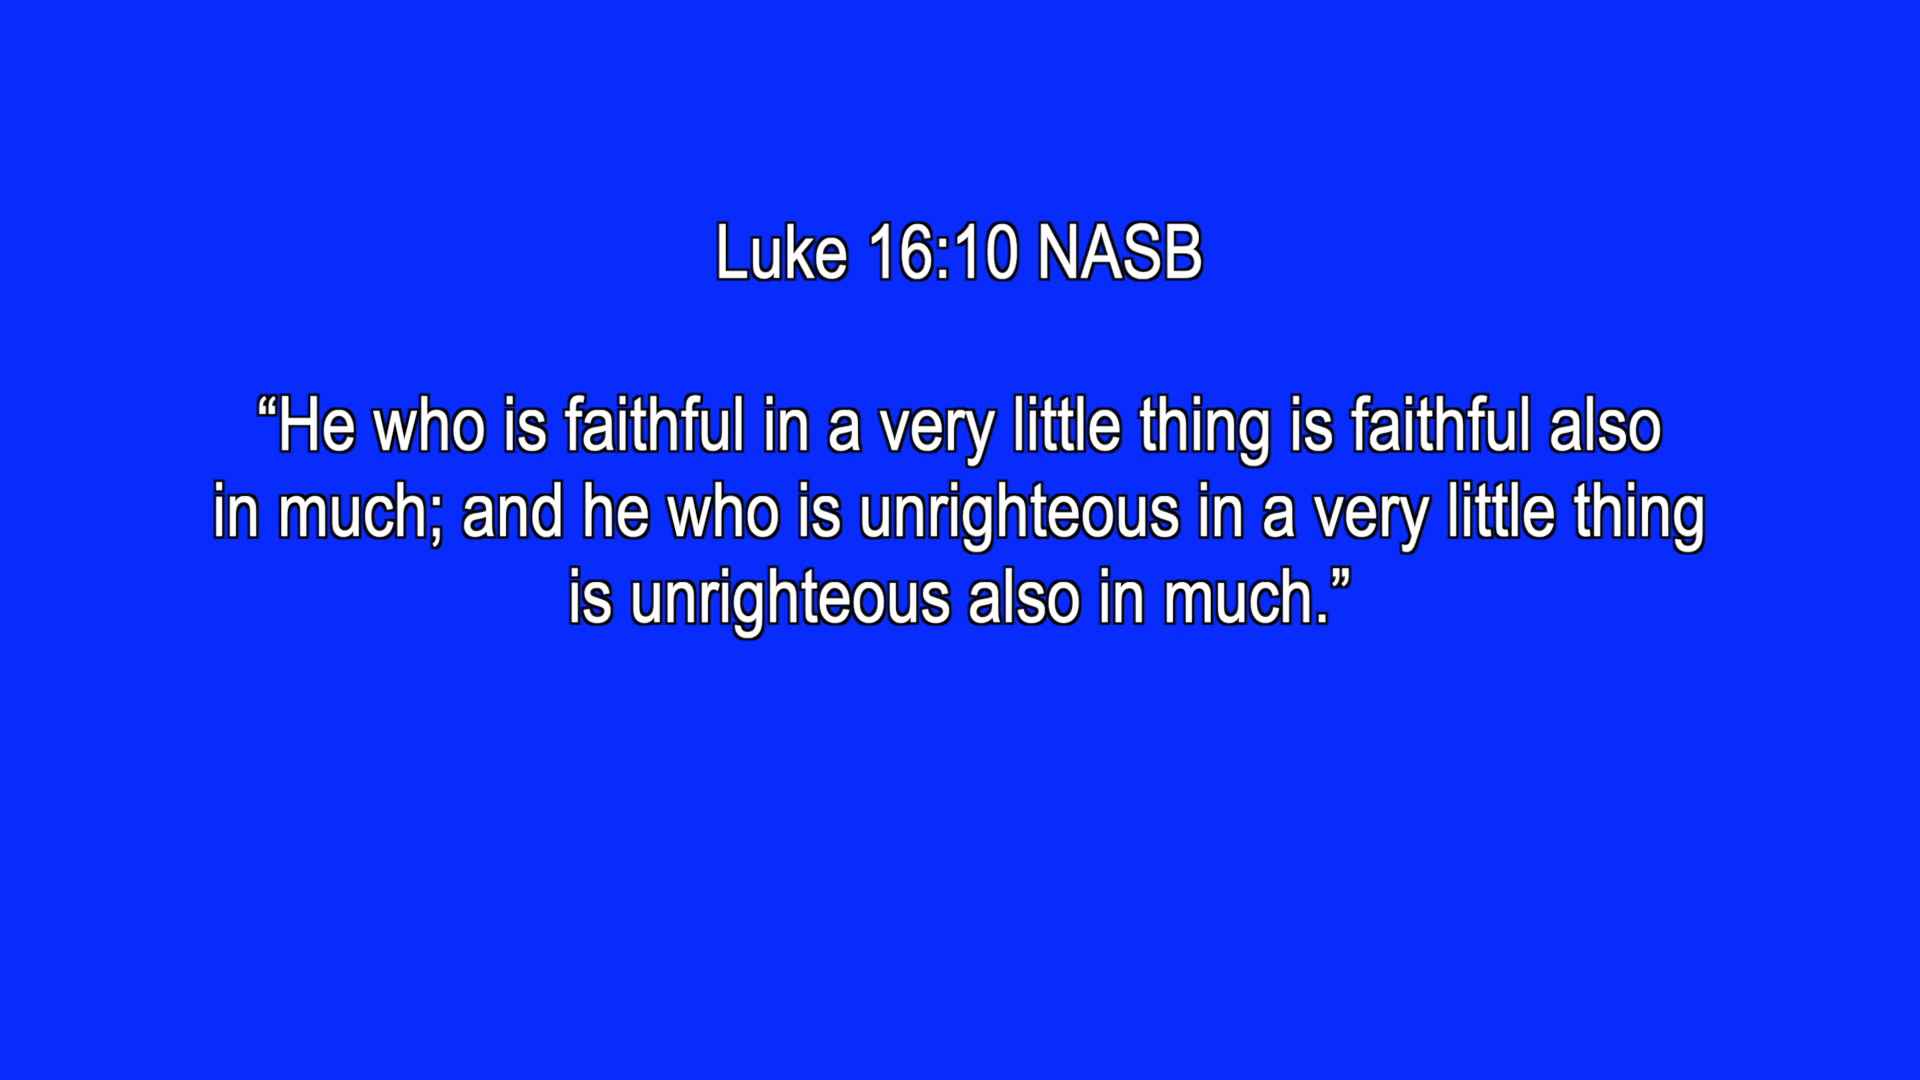 Luke 16:10 NASB
“He who is faithful in a very little thing is faithful also
in much; and he who is unrighteous in a very little thing
is unrighteous also in much.”